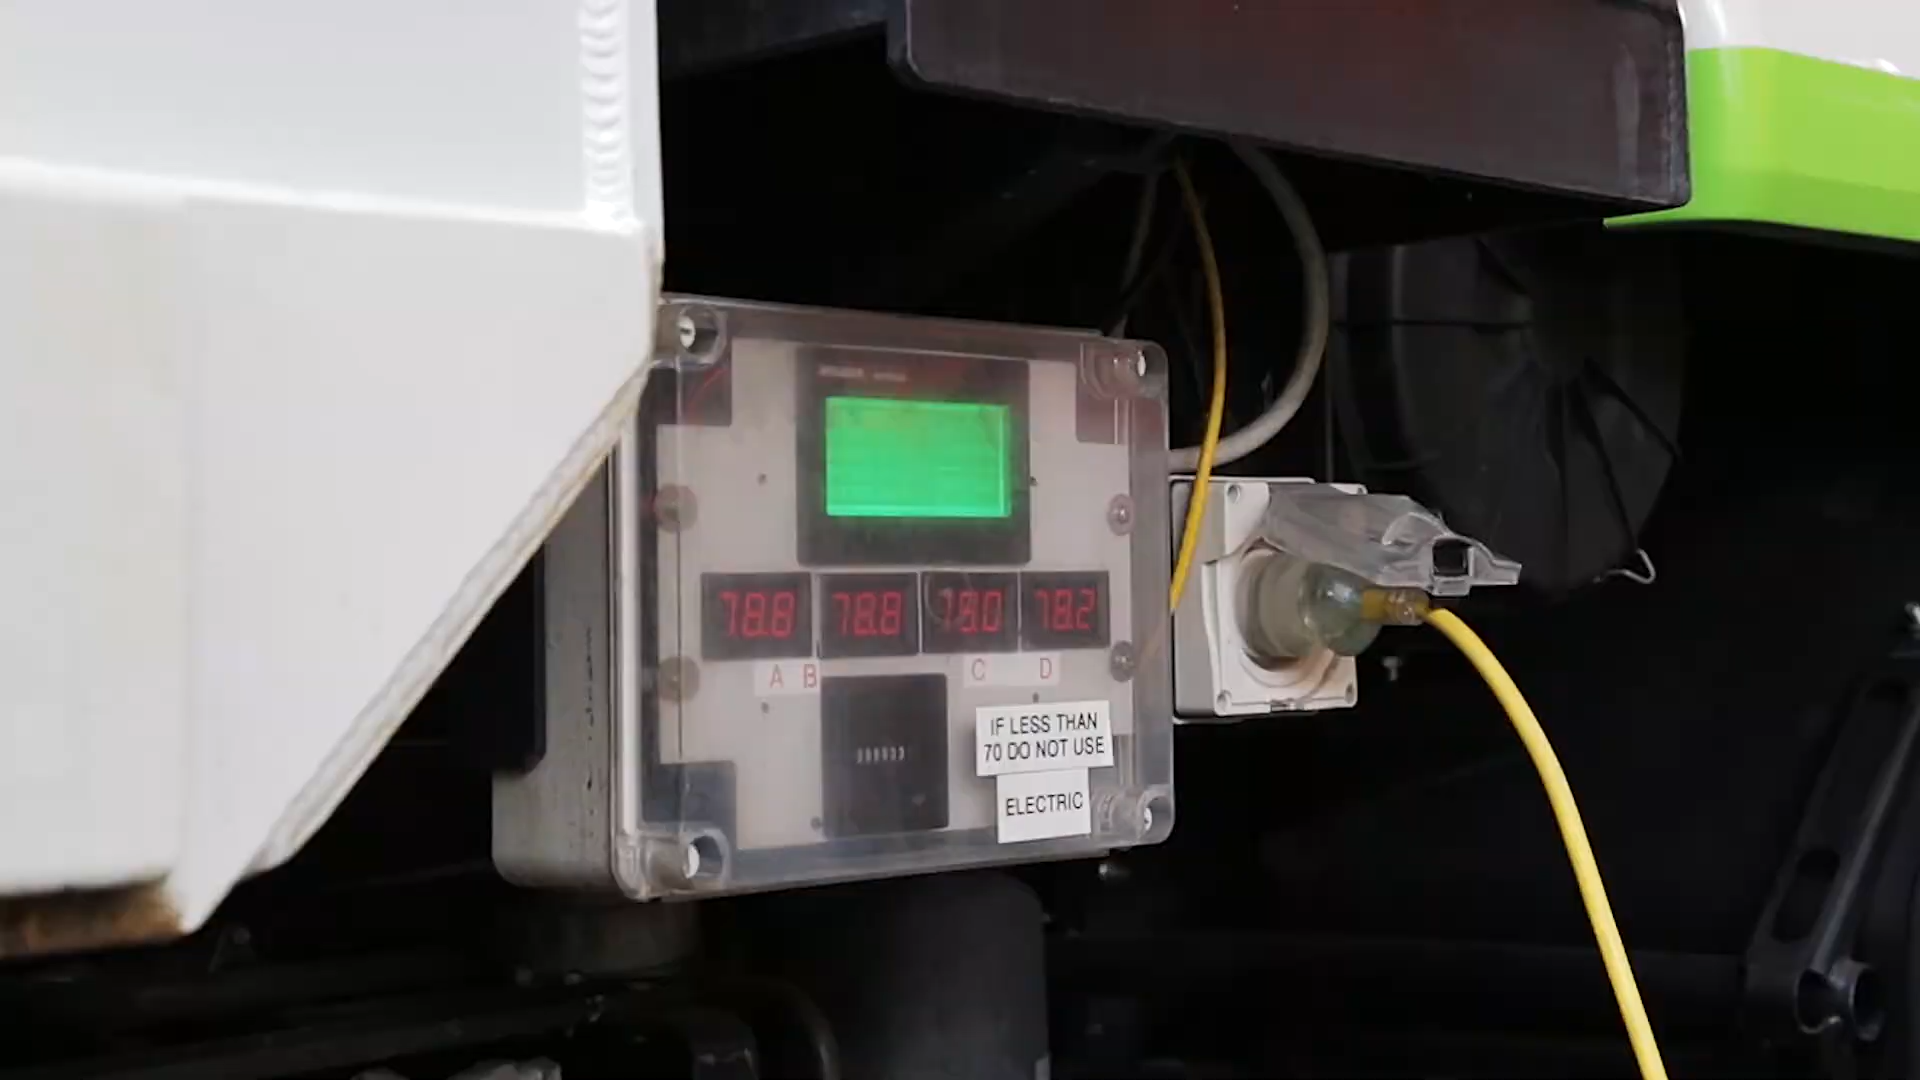 78.8 78.8 78.0 78.2
A B C D
IF LESS THAN
70 DO NOT USE
ELECTRIC